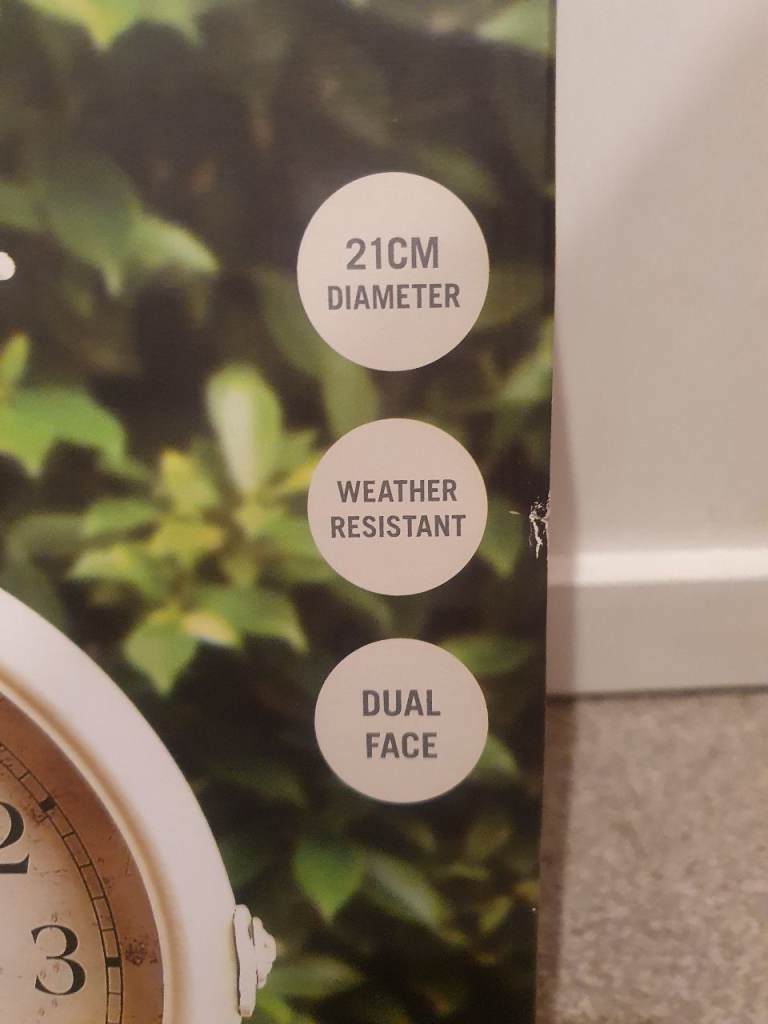 21CM
DIAMETER
WEATHER
RESISTANT
DUAL
FACE
2
3